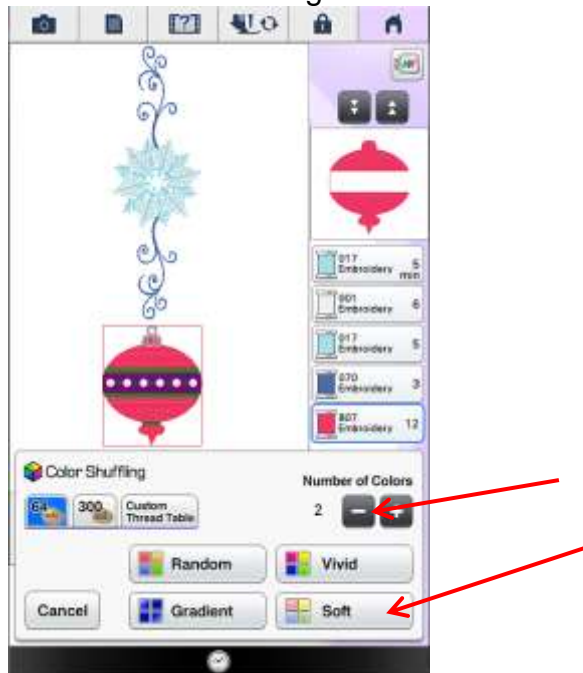 [?]
017
Embroidery 5
min
001
Embroidery 6
017
Embroidery 5
070
Embroidery 3
807
Embroidery 12
Color Shuffling
Number of Colors
64
300
Custom
Thread Table
2
Random
Vivid
Cancel
Gradient
Soft